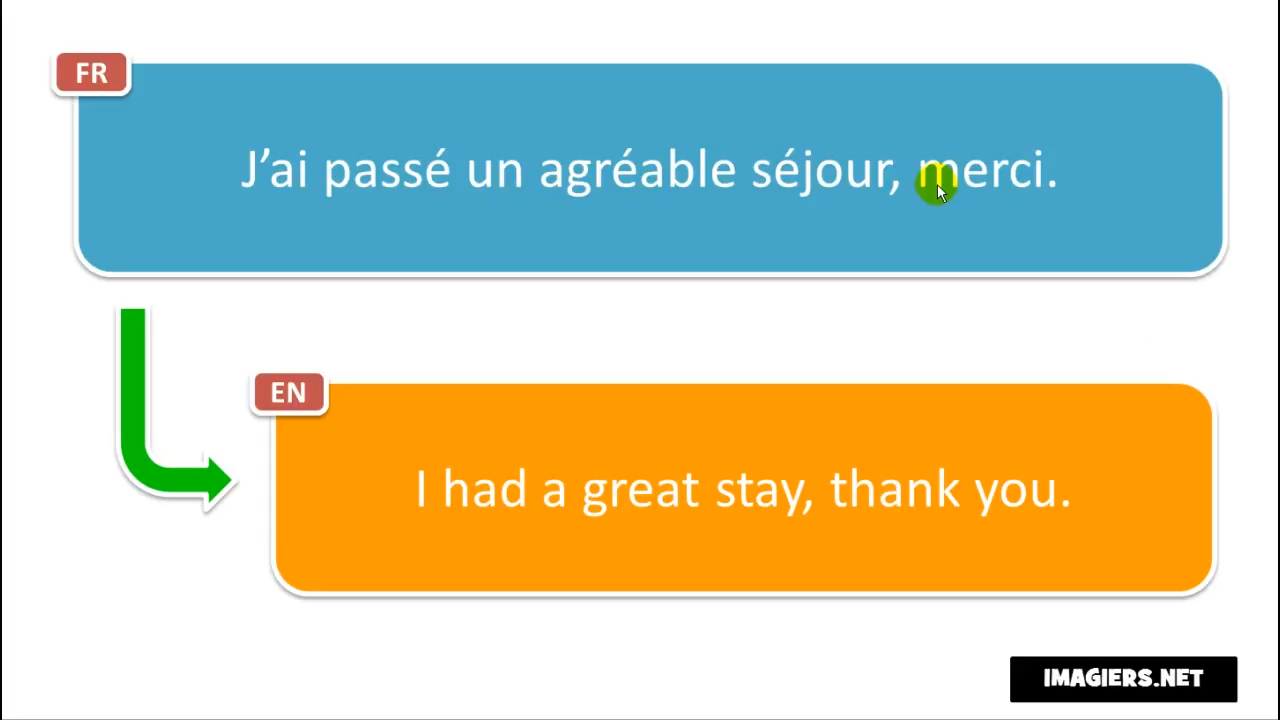 FR
J’ai passé un agréable séjour, merci.
EN
I had a great stay, thank you.
IMAGIERS.NET